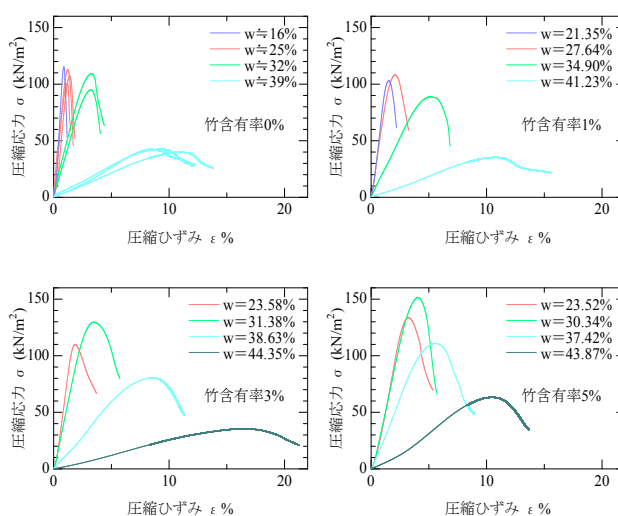 150
100
50
0
0
10
20
圧縮応力 σ (kN/m²)
圧縮ひずみ ε %
w≒16%
w≒25%
w≒32%
w≒39%
竹含有率0%
150
100
50
0
0
10
20
圧縮応力 σ (kN/m²)
圧縮ひずみ ε %
w＝21.35%
w＝27.64%
w＝34.90%
w＝41.23%
竹含有率1%
150
100
50
0
0
10
20
圧縮応力 σ (kN/m²)
圧縮ひずみ ε %
w＝23.58%
w＝31.38%
w＝38.63%
w＝44.35%
竹含有率3%
150
100
50
0
0
10
20
圧縮応力 σ (kN/m²)
圧縮ひずみ ε %
w＝23.52%
w＝30.34%
w＝37.42%
w＝43.87%
竹含有率5%